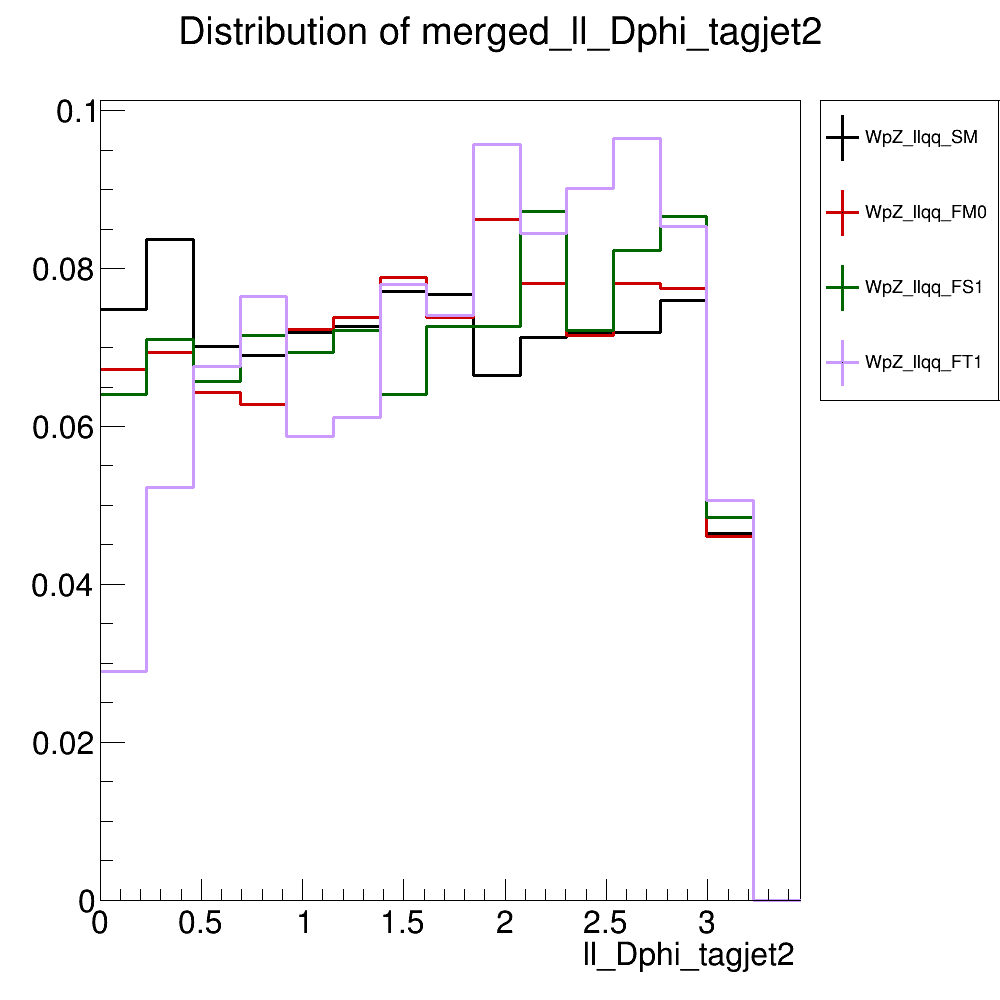 Distribution of merged_ll_Dphi_tagjet2
0.1
0.08
0.06
0.04
0.02
0
0 0.5 1 1.5 2 2.5 3
ll_Dphi_tagjet2
WpZ_llqq_SM
WpZ_llqq_FM0
WpZ_llqq_FS1
WpZ_llqq_FT1